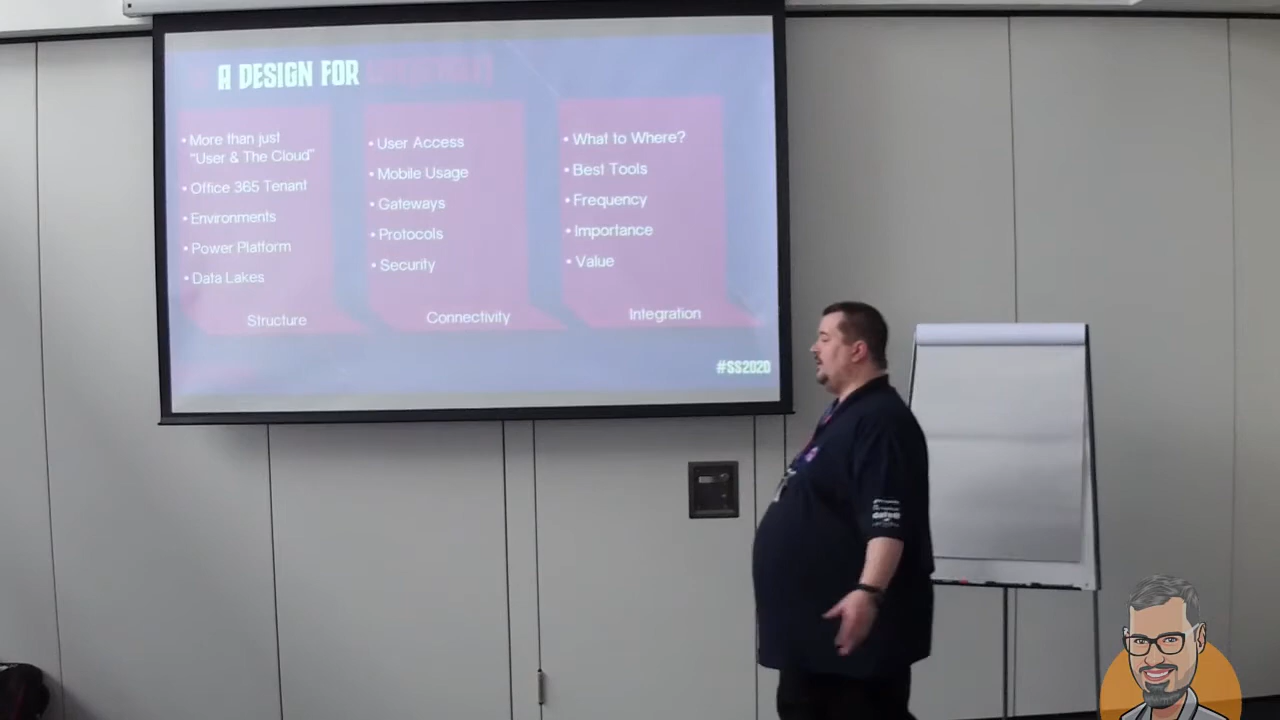 A DESIGN FOR
• More than just
"User & The Cloud"
• Office 365 Tenant
• Environments
• Power Platform
• Data Lakes
Structure
• User Access
• Mobile Usage
• Gateways
• Protocols
• Security
Connectivity
• What to Where?
• Best Tools
• Frequency
• Importance
• Value
Integration
#SS2020